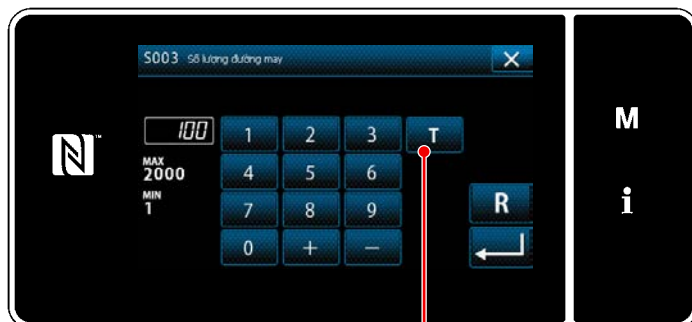 S003 Số lượng đường may
100
1 2 3 T
MAX
2000
4 5 6
MIN
1
7 8 9 R
0 + −
M
i